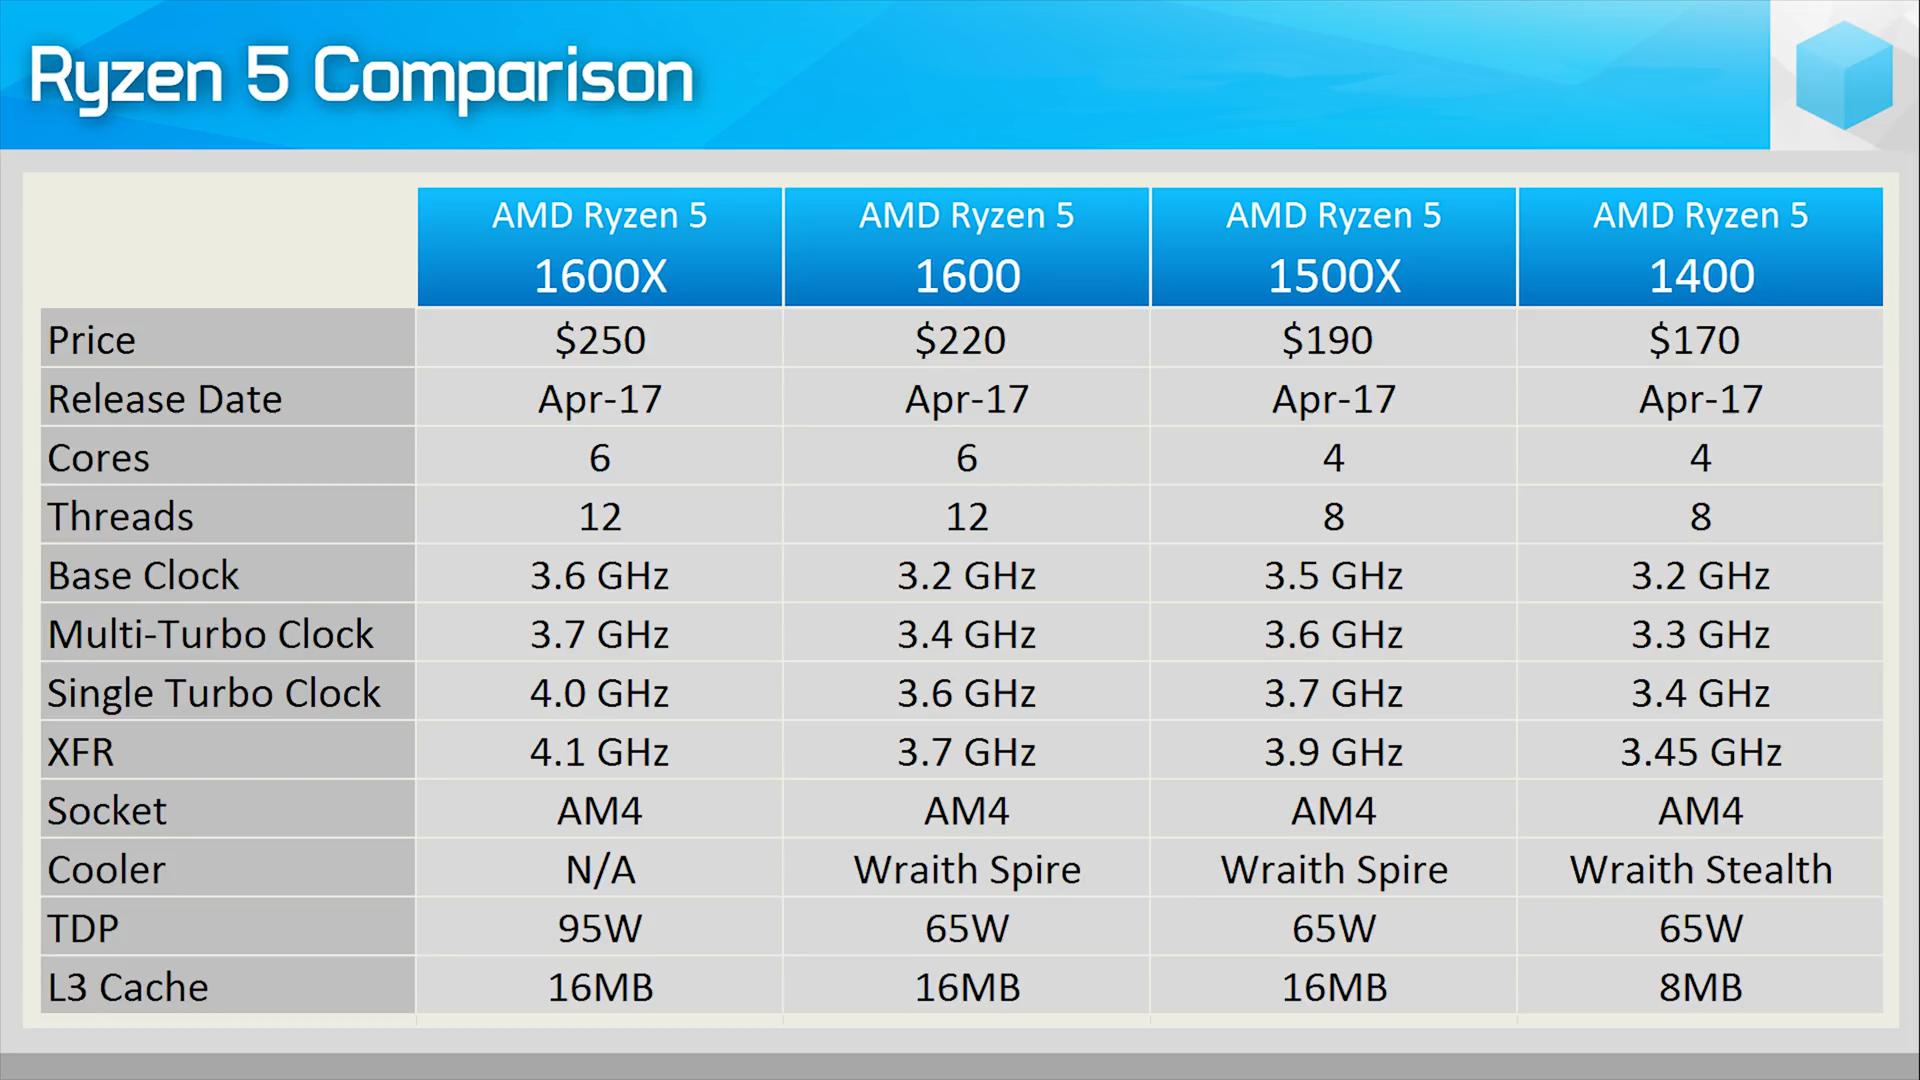 Ryzen 5 Comparison
AMD Ryzen 5 AMD Ryzen 5 AMD Ryzen 5 AMD Ryzen 5
1600X 1600 1500X 1400
Price $250 $220 $190 $170
Release Date Apr-17 Apr-17 Apr-17 Apr-17
Cores 6 6 4 4
Threads 12 12 8 8
Base Clock 3.6 GHz 3.2 GHz 3.5 GHz 3.2 GHz
Multi-Turbo Clock 3.7 GHz 3.4 GHz 3.6 GHz 3.3 GHz
Single Turbo Clock 4.0 GHz 3.6 GHz 3.7 GHz 3.4 GHz
XFR 4.1 GHz 3.7 GHz 3.9 GHz 3.45 GHz
Socket AM4 AM4 AM4 AM4
Cooler N/A Wraith Spire Wraith Spire Wraith Stealth
TDP 95W 65W 65W 65W
L3 Cache 16MB 16MB 16MB 8MB